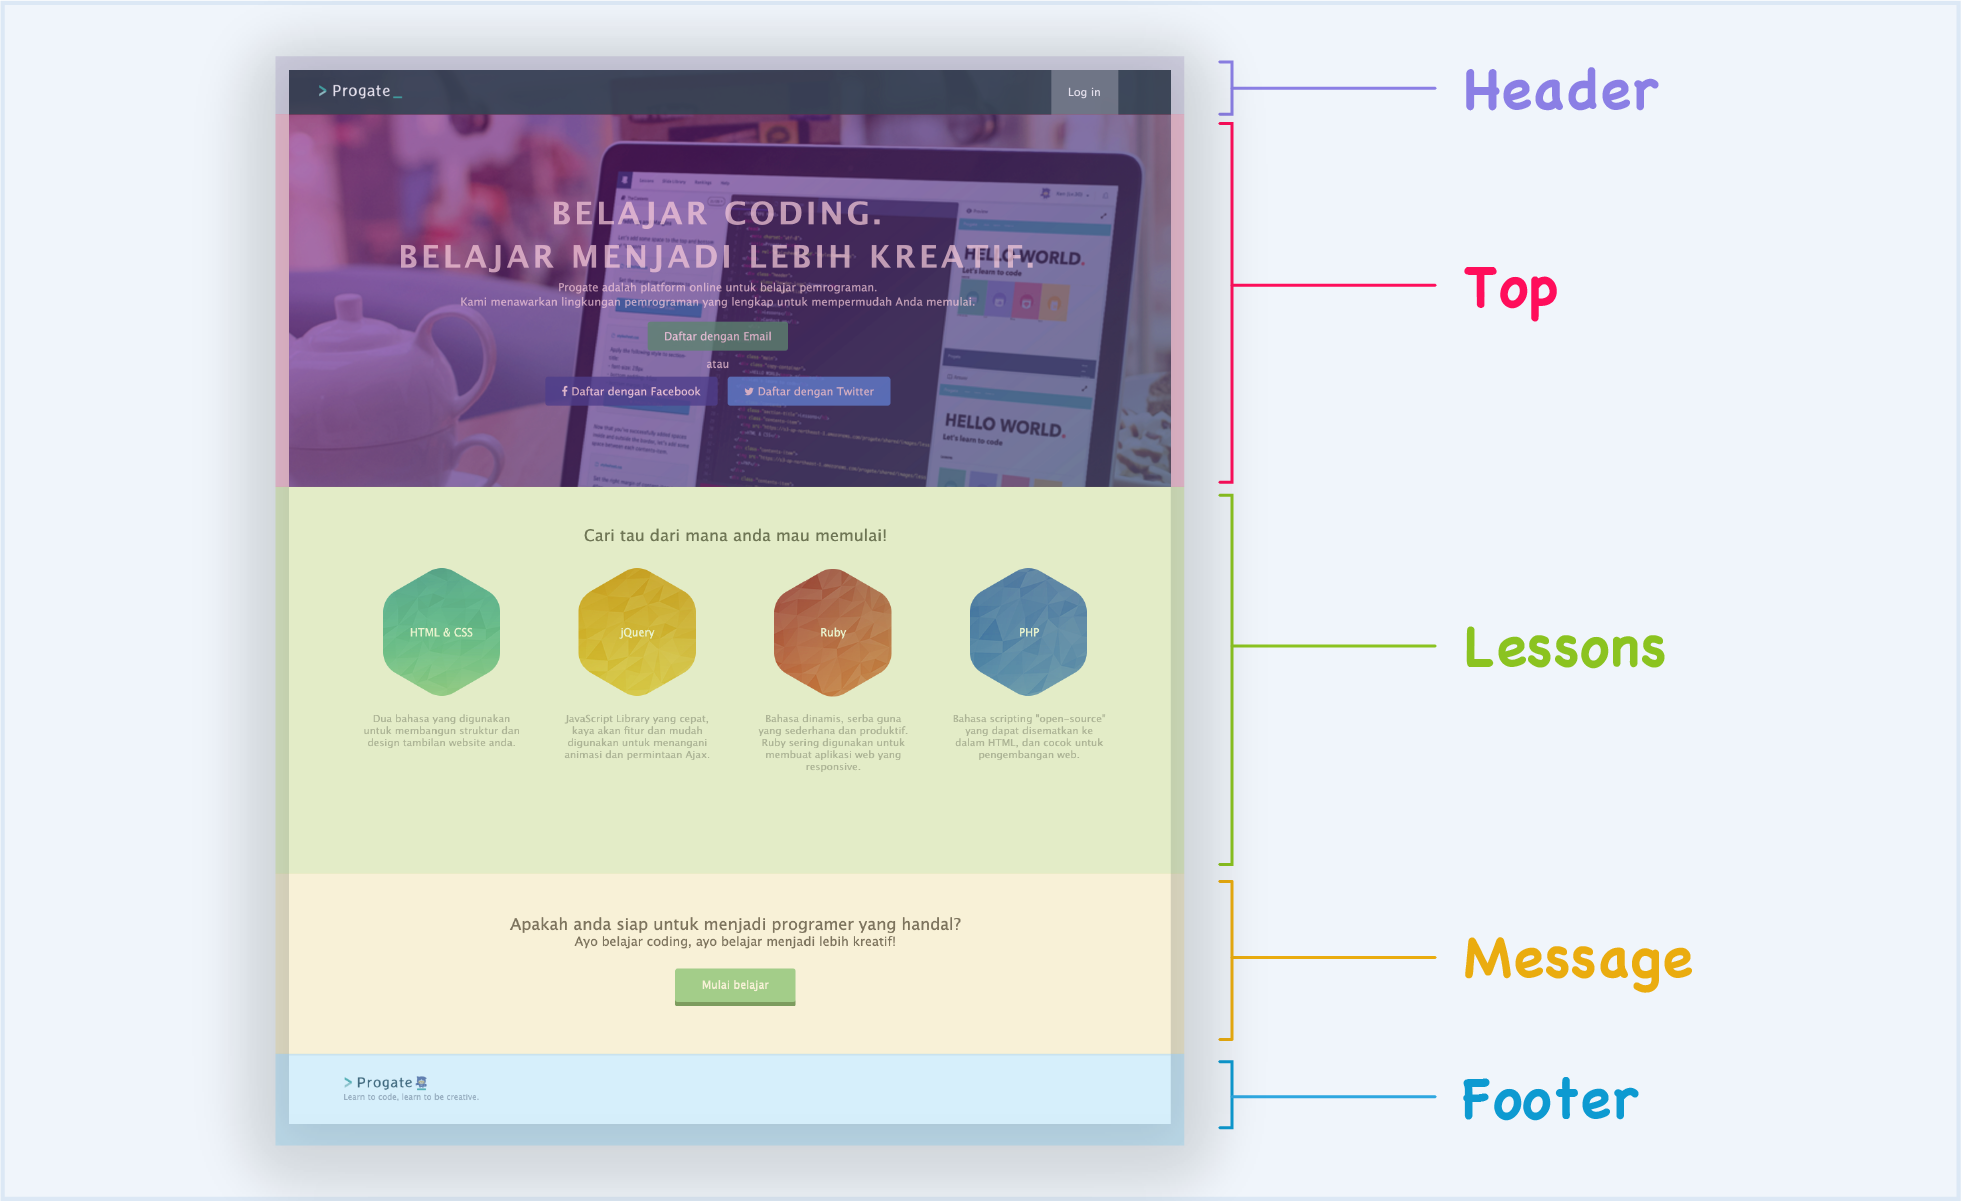 > Progate_
Log in
Header
BELAJAR CODING.
BELAJAR MENJADI LEBIH KREATIF.
Progate adalah platform online untuk belajar pemrograman.
Kami menawarkan lingkungan pemrograman yang lengkap untuk mempermudah Anda memulai.
Daftar dengan Email
atau
Daftar dengan Facebook
Daftar dengan Twitter
HELLO WORLD.
Let's learn to code
HELLO WORLD.
Let's learn to code
Top
Cari tau dari mana anda mau memulai!
HTML & CSS
Dua bahasa yang digunakan
untuk membangun struktur dan
design tambilan website anda.
jQuery
JavaScript Library yang cepat,
kaya akan fitur dan mudah
digunakan untuk menangani
animasi dan permintaan Ajax.
Ruby
Bahasa dinamis, serba guna
yang sederhana dan produktif.
Ruby sering digunakan untuk
membuat aplikasi web yang
responsive.
PHP
Bahasa scripting "open-source"
yang dapat disematkan ke
dalam HTML, dan cocok untuk
pengembangan web.
Lessons
Apakah anda siap untuk menjadi programer yang handal?
Ayo belajar coding, ayo belajar menjadi lebih kreatif!
Mulai belajar
Message
> Progate
Learn to code, learn to be creative.
Footer